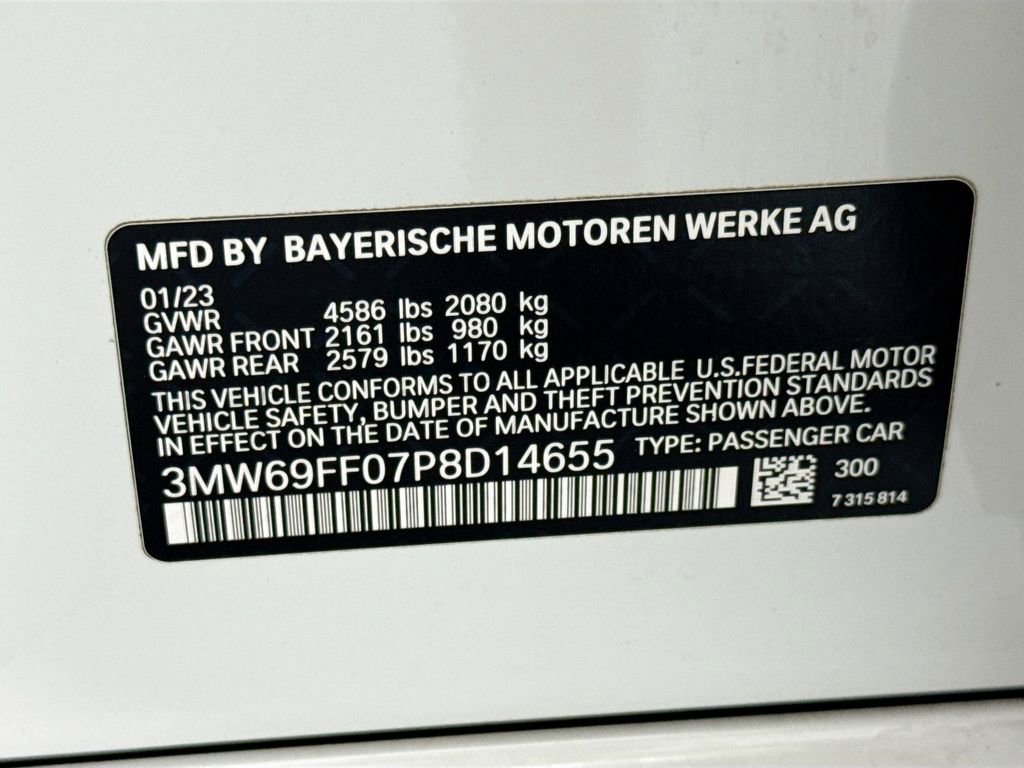 MFD BY BAYERISCHE MOTOREN WERKE AG
01/23
GVWR 4586 lbs 2080 kg
GAWR FRONT 2161 lbs 980 kg
GAWR REAR 2579 lbs 1170 kg
THIS VEHICLE CONFORMS TO ALL APPLICABLE U.S.FEDERAL MOTOR
VEHICLE SAFETY, BUMPER AND THEFT PREVENTION STANDARDS
IN EFFECT ON THE DATE OF MANUFACTURE SHOWN ABOVE.
3MW69FF07P8D14655 TYPE: PASSENGER CAR
300
7 315 814